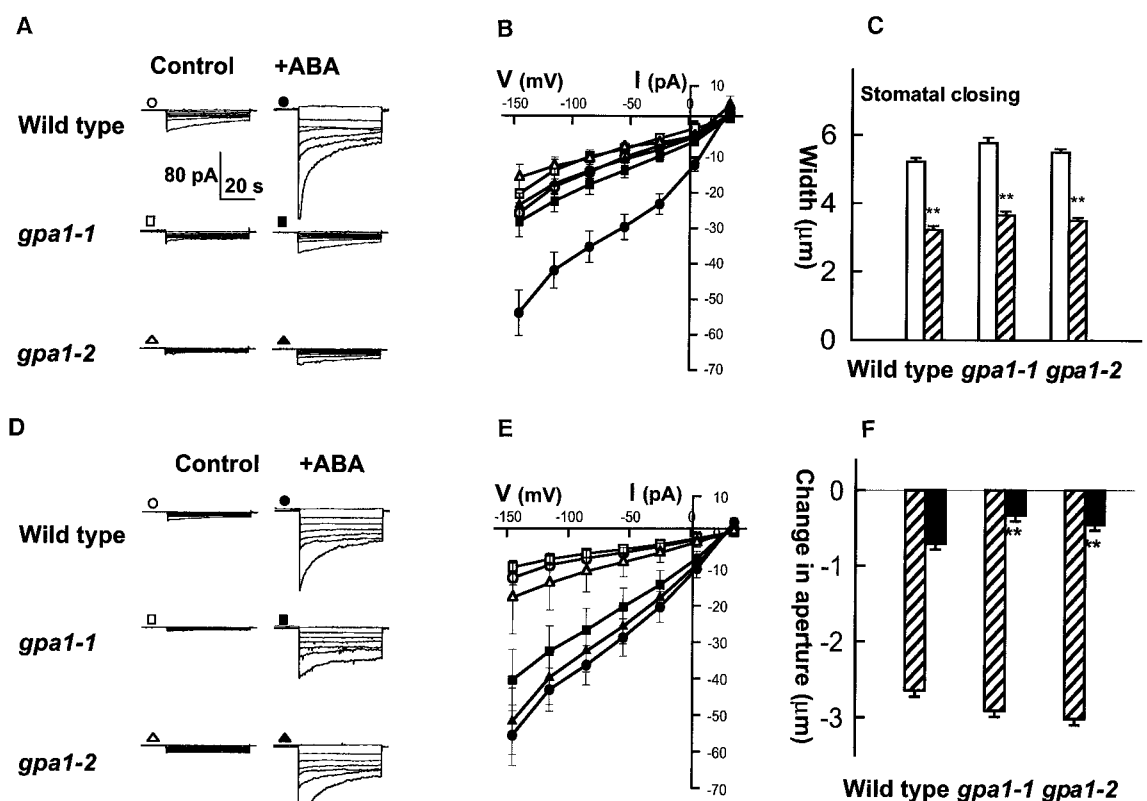 A
Control +ABA
Wild type
80 pA
20 s
gpa1-1
gpa1-2
B
V (mV) I (pA)
-150 -100 -50 0
10
-10
-20
-30
-40
-50
-60
-70
C
Stomatal closing
Width (μm)
6
4
2
0
** ** **
Wild type gpa1-1 gpa1-2
D
Control +ABA
Wild type
gpa1-1
gpa1-2
E
V (mV) I (pA)
-150 -100 -50 0
10
-10
-20
-30
-40
-50
-60
-70
F
Change in aperture (μm)
0
-1
-2
-3
** **
Wild type gpa1-1 gpa1-2